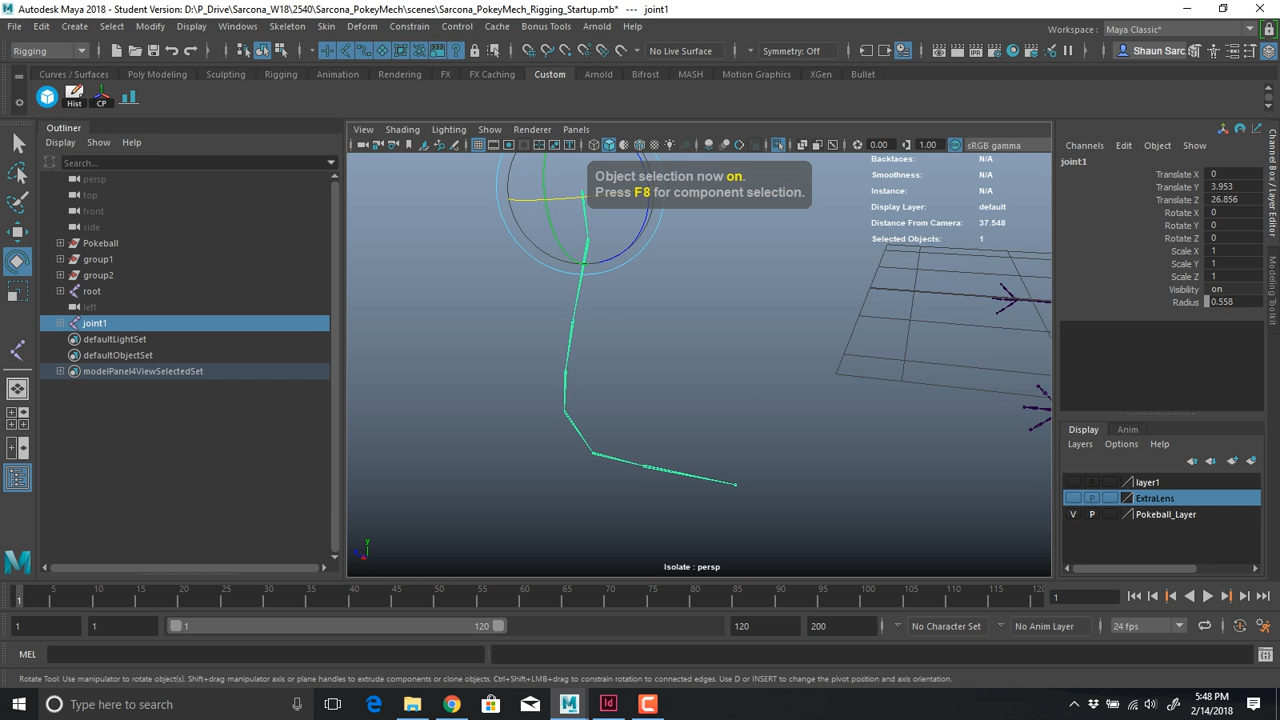 Autodesk Maya 2018 - Student Version: D:\P_Drive\Sarcona_W18\2540\Sarcona_PokeyMech\scenes\Sarcona_PokeyMech_Rigging_Startup.mb* --- joint1
File Edit Create Select Modify Display Windows Skeleton Skin Deform Constrain Control Cache Arnold Help
Workspace : Maya Classic*
Rigging
No Live Surface
Symmetry: Off
Shaun Sarc
Curves / Surfaces Poly Modeling Sculpting Rigging Animation Rendering FX FX Caching Custom Arnold Bifrost MASH Motion Graphics XGen Bullet
Hist CP
Outliner
Display Show Help
Search...
persp
top
front
side
Pokeball
group1
group2
root
left
joint1
defaultLightSet
defaultObjectSet
modelPanel4ViewSelectedSet
View Shading Lighting Show Renderer Panels
0.00 1.00 sRGB gamma
Object selection now on.
Press F8 for component selection.
Backfaces: N/A
Smoothness: N/A
Instance: N/A
Display Layer: default
Distance From Camera: 37.548
Selected Objects: 1
y
Isolate : persp
Channels Edit Object Show
joint1
Translate X 0
Translate Y 3.953
Translate Z 26.856
Rotate X 0
Rotate Y 0
Rotate Z 0
Scale X 1
Scale Y 1
Scale Z 1
Visibility on
Radius 0.558
Channel Box / Layer Editor
Modeling Toolkit
Display Anim
Layers Options Help
P layer1
P ExtraLens
V P Pokeball_Layer
1 5 10 15 20 25 30 35 40 45 50 55 60 65 70 75 80 85 90 95 100 105 110 115 120
1
1 1 1 120 120 200 No Character Set No Anim Layer 24 fps
MEL
Rotate Tool: Use manipulator to rotate object(s). Shift+drag manipulator axis or plane handles to extrude components or clone objects. Ctrl+Shift+LMB+drag to constrain rotation to connected edges. Use D or INSERT to change the pivot position and axis orientation.
Type here to search
5:48 PM
2/14/2018